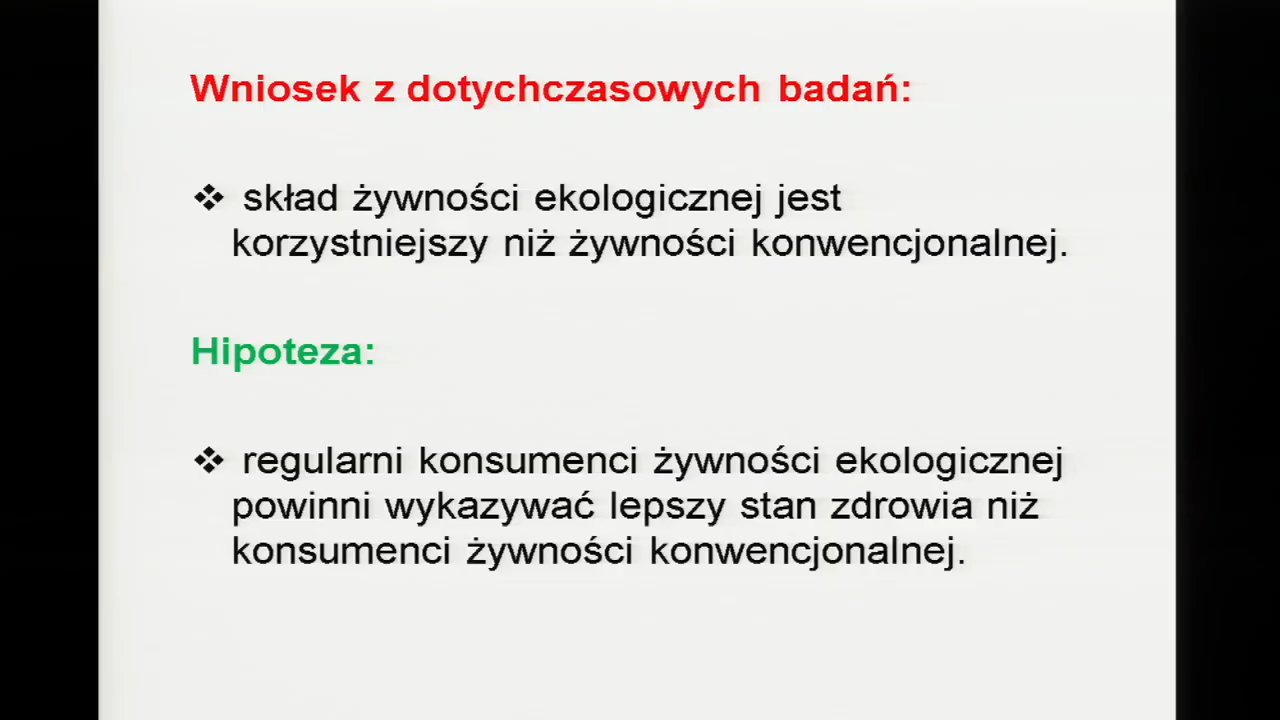 Wniosek z dotychczasowych badań:
❖ skład żywności ekologicznej jest
korzystniejszy niż żywności konwencjonalnej.
Hipoteza:
❖ regularni konsumenci żywności ekologicznej
powinni wykazywać lepszy stan zdrowia niż
konsumenci żywności konwencjonalnej.